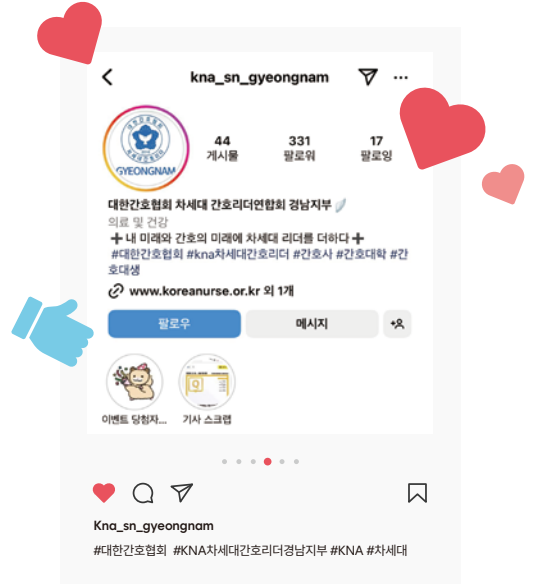 kna_sn_gyeongnam
GYEONGNAM
44
게시물
331
팔로워
17
팔로잉
대한간호협회 차세대 간호리더연합회 경남지부
의료 및 건강
➕ 내 미래와 간호의 미래에 차세대 리더를 더하다 ➕
#대한간호협회 #kna차세대간호리더 #간호사 #간호대학 #간
호대생
www.koreanurse.or.kr 외 1개
팔로우
메시지
이벤트 당첨자...
기사 스크랩
Kna_sn_gyeongnam
#대한간호협회 #KNA차세대간호리더경남지부 #KNA #차세대